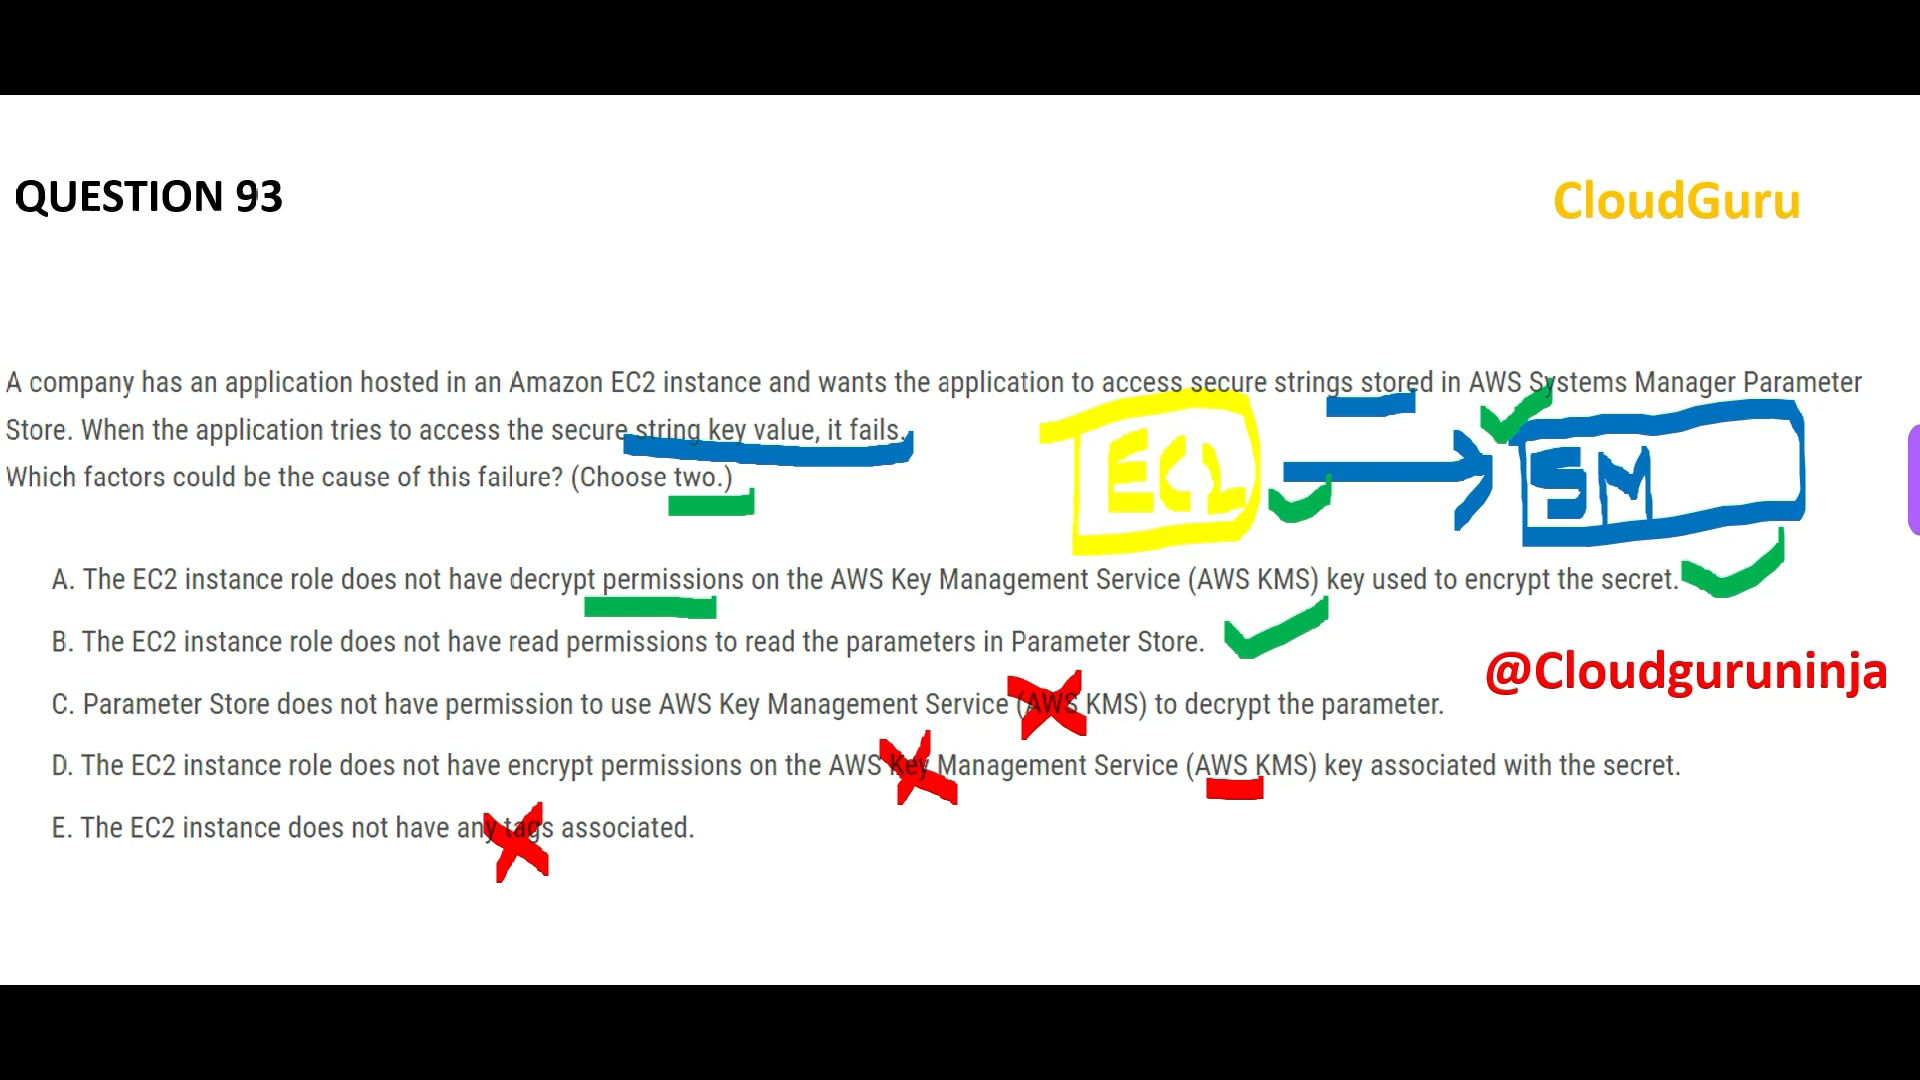 QUESTION 93
CloudGuru
A company has an application hosted in an Amazon EC2 instance and wants the application to access secure strings stored in AWS Systems Manager Parameter
Store. When the application tries to access the secure string key value, it fails.
Which factors could be the cause of this failure? (Choose two.)
EC2
SM
A. The EC2 instance role does not have decrypt permissions on the AWS Key Management Service (AWS KMS) key used to encrypt the secret.
B. The EC2 instance role does not have read permissions to read the parameters in Parameter Store.
@Cloudguruninja
C. Parameter Store does not have permission to use AWS Key Management Service (AWS KMS) to decrypt the parameter.
D. The EC2 instance role does not have encrypt permissions on the AWS Key Management Service (AWS KMS) key associated with the secret.
E. The EC2 instance does not have any tags associated.